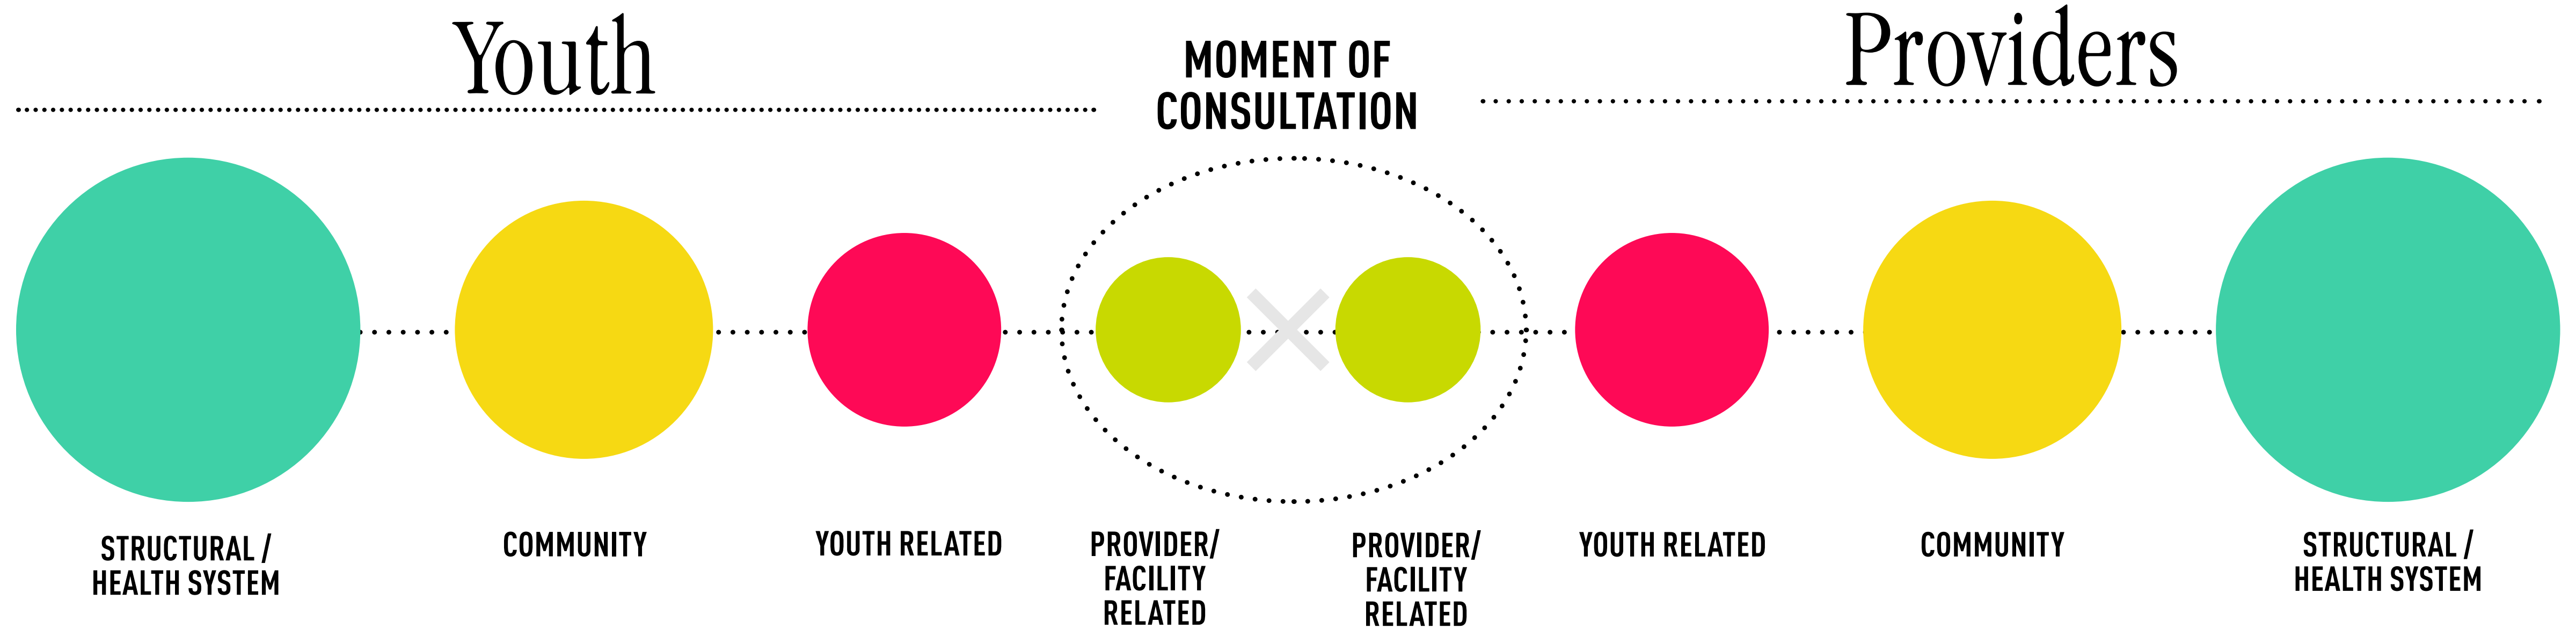 Youth
MOMENT OF
CONSULTATION
Providers
STRUCTURAL /
HEALTH SYSTEM
COMMUNITY
YOUTH RELATED
PROVIDER/
FACILITY
RELATED
PROVIDER/
FACILITY
RELATED
YOUTH RELATED
COMMUNITY
STRUCTURAL /
HEALTH SYSTEM